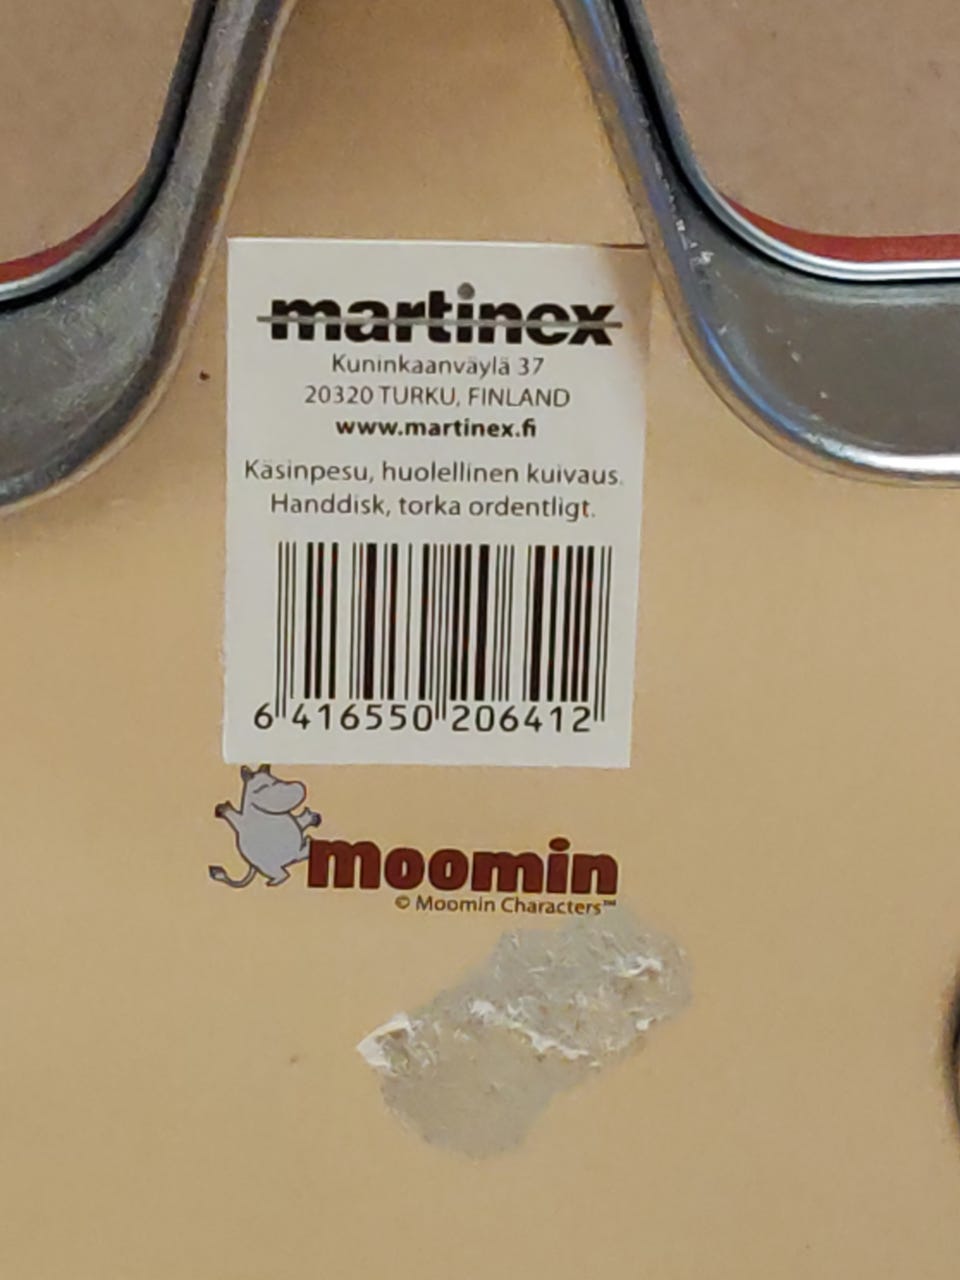 martinex
Kuninkaanväylä 37
20320 TURKU, FINLAND
www.martinex.fi
Käsinpesu, huolellinen kuivaus.
Handdisk, torka ordentligt.
6 416550 206412
moomin
© Moomin Characters™